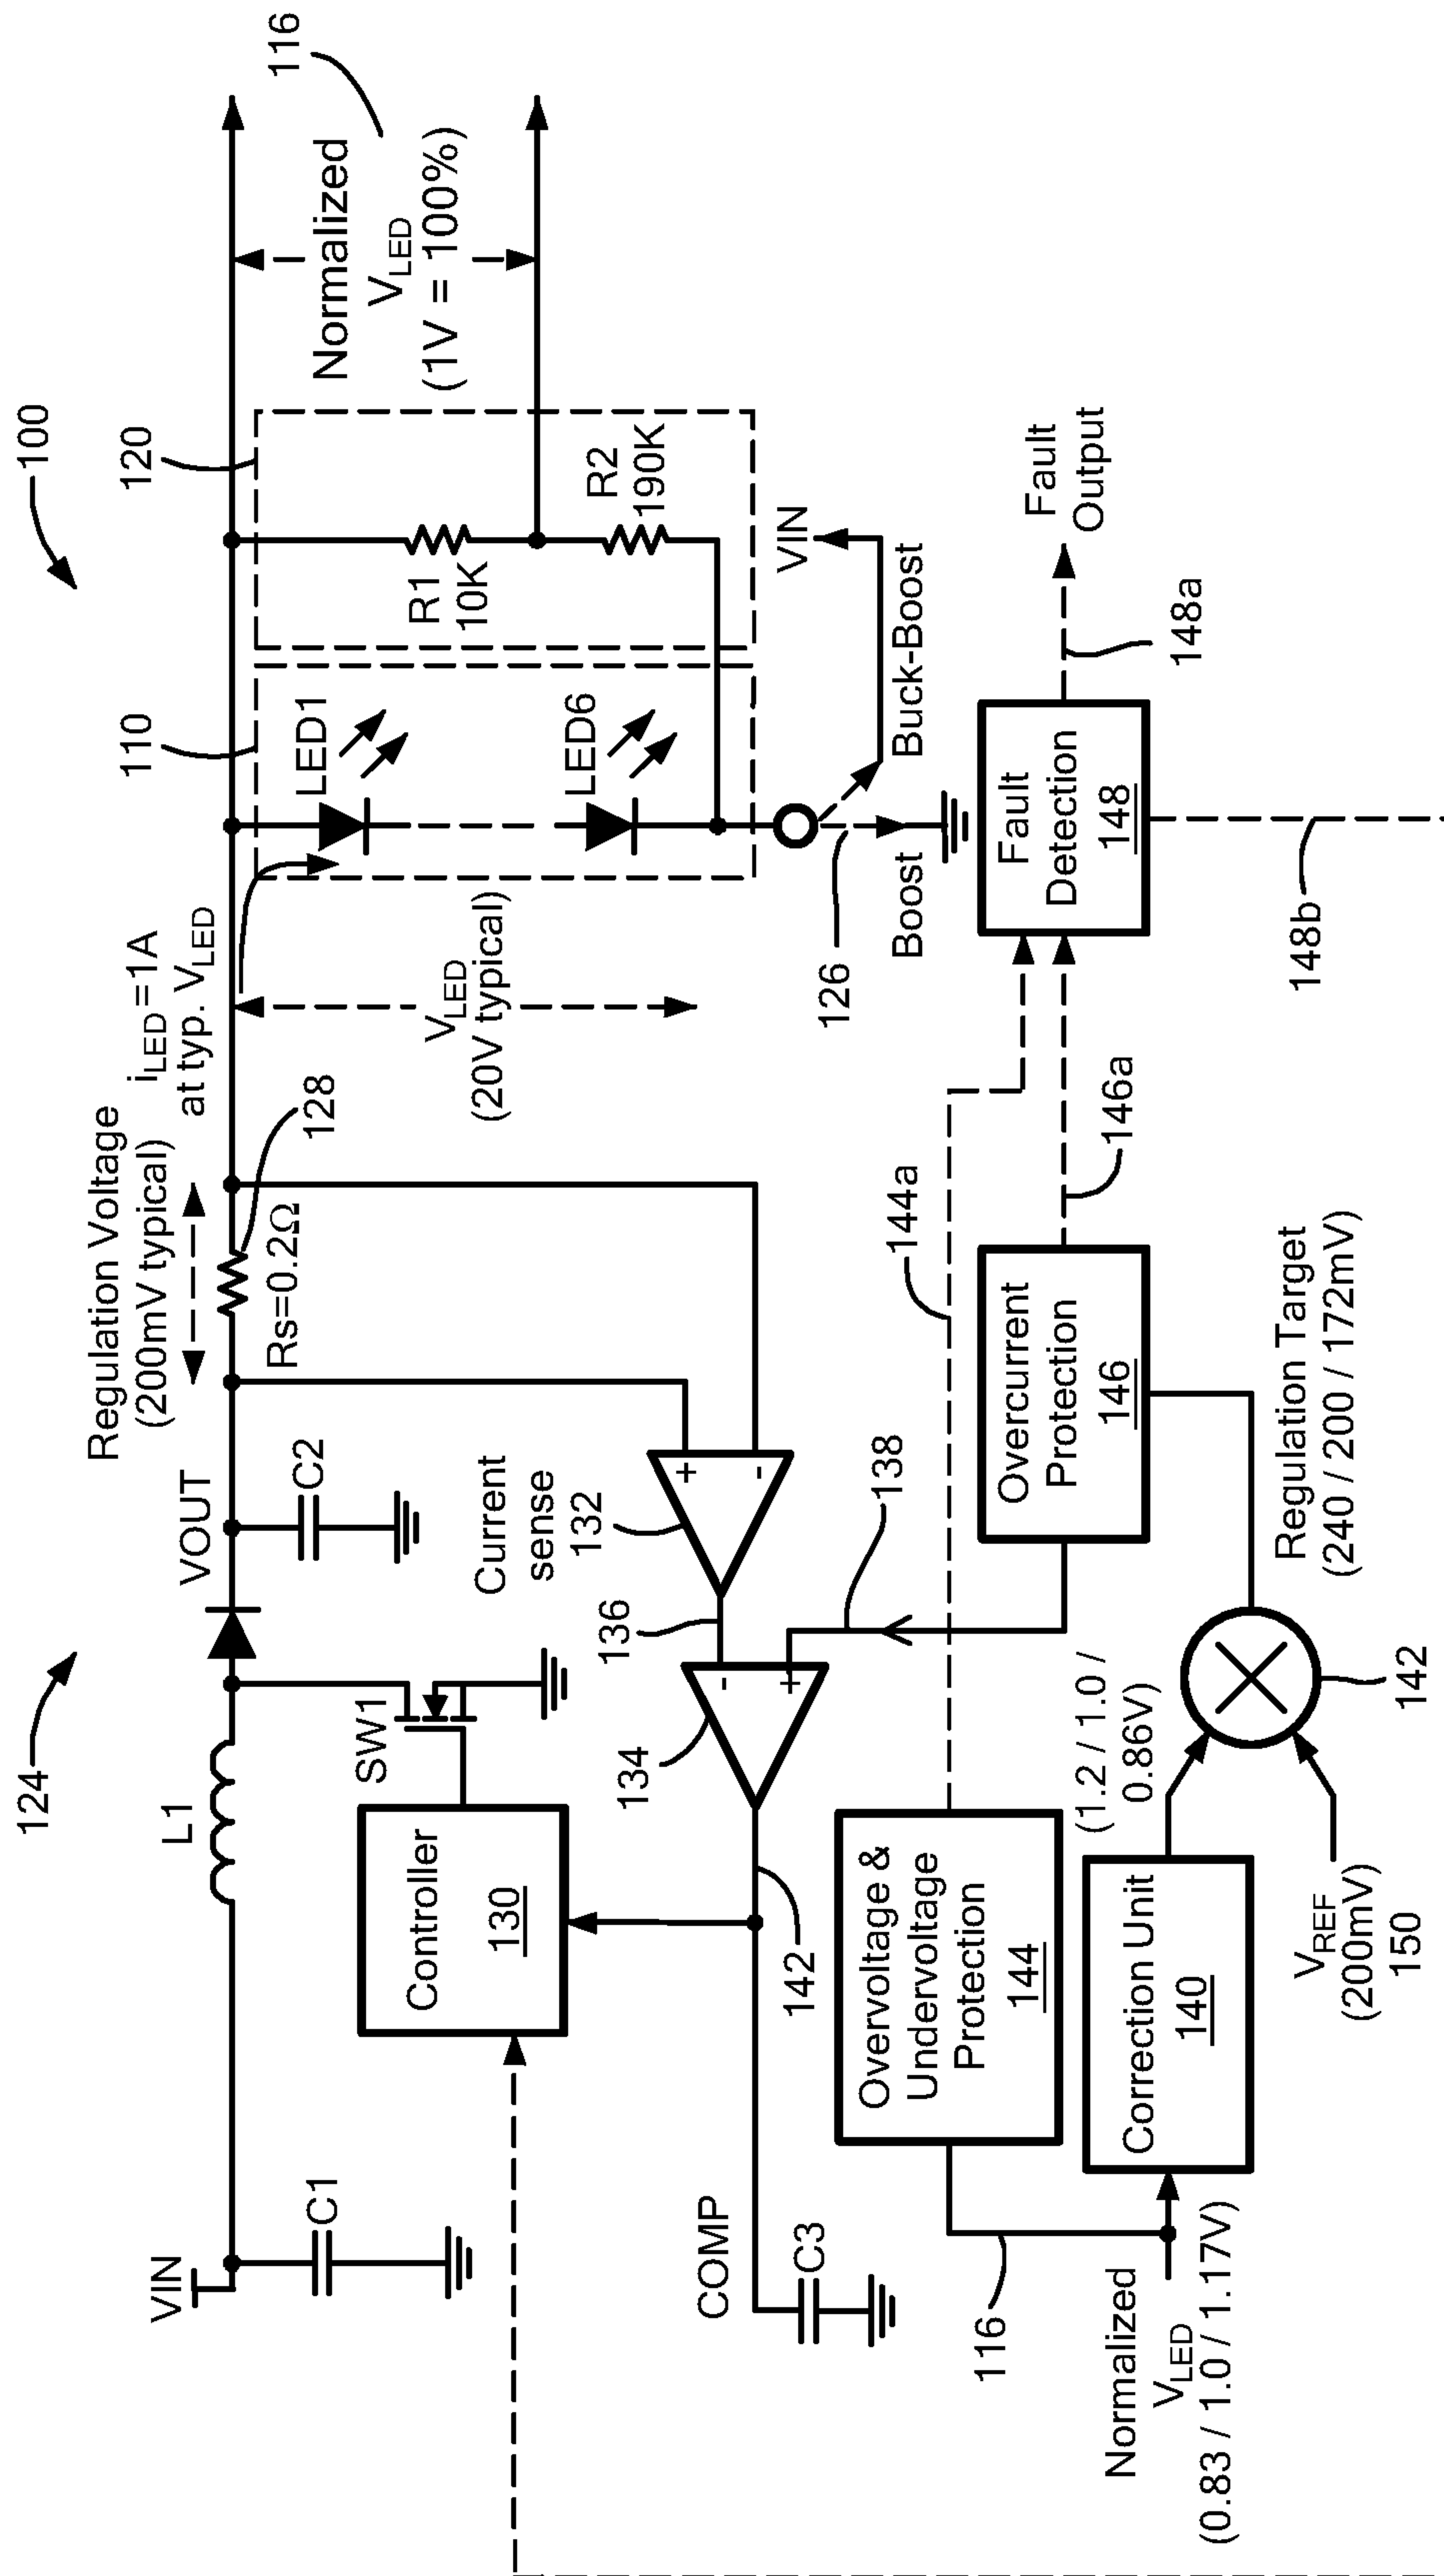 100
124
116
120
110
VIN
C1
L1
SW1
VOUT
C2
Regulation Voltage
(200mV typical)
Rs=0.2Ω
128
iLED=1A
at typ. VLED
VLED
(20V typical)
LED1
LED6
R1
10K
R2
190K
Normalized
VLED
(1V = 100%)
126
Boost
Buck-Boost
VIN
Controller
130
Current
sense
132
+
-
136
134
-
+
138
142
COMP
C3
Overvoltage &
Undervoltage
Protection
144
144a
116
Normalized
VLED
(0.83 / 1.0 / 1.17V)
Correction Unit
140
(1.2 / 1.0 /
0.86V)
VREF
(200mV)
150
142
Regulation Target
(240 / 200 / 172mV)
Overcurrent
Protection
146
146a
Fault
Detection
148
148a
148b
Fault
Output